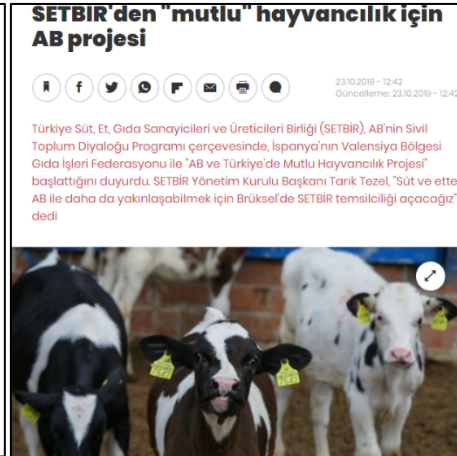 SETBİR'den "mutlu" hayvancılık için
AB projesi
23.10.2019 - 12:42
Güncelleme: 23.10.2019 - 12:42
Türkiye Süt, Et, Gıda Sanayicileri ve Üreticileri Birliği (SETBİR), AB'nin Sivil
Toplum Diyaloğu Programı çerçevesinde, İspanya'nın Valensiya Bölgesi
Gıda İşleri Federasyonu ile "AB ve Türkiye'de Mutlu Hayvancılık Projesi"
başlattığını duyurdu. SETBİR Yönetim Kurulu Başkanı Tarık Tezel, "Süt ve ette
AB ile daha da yakınlaşabilmek için Brüksel'de SETBİR temsilciliği açacağız"
dedi